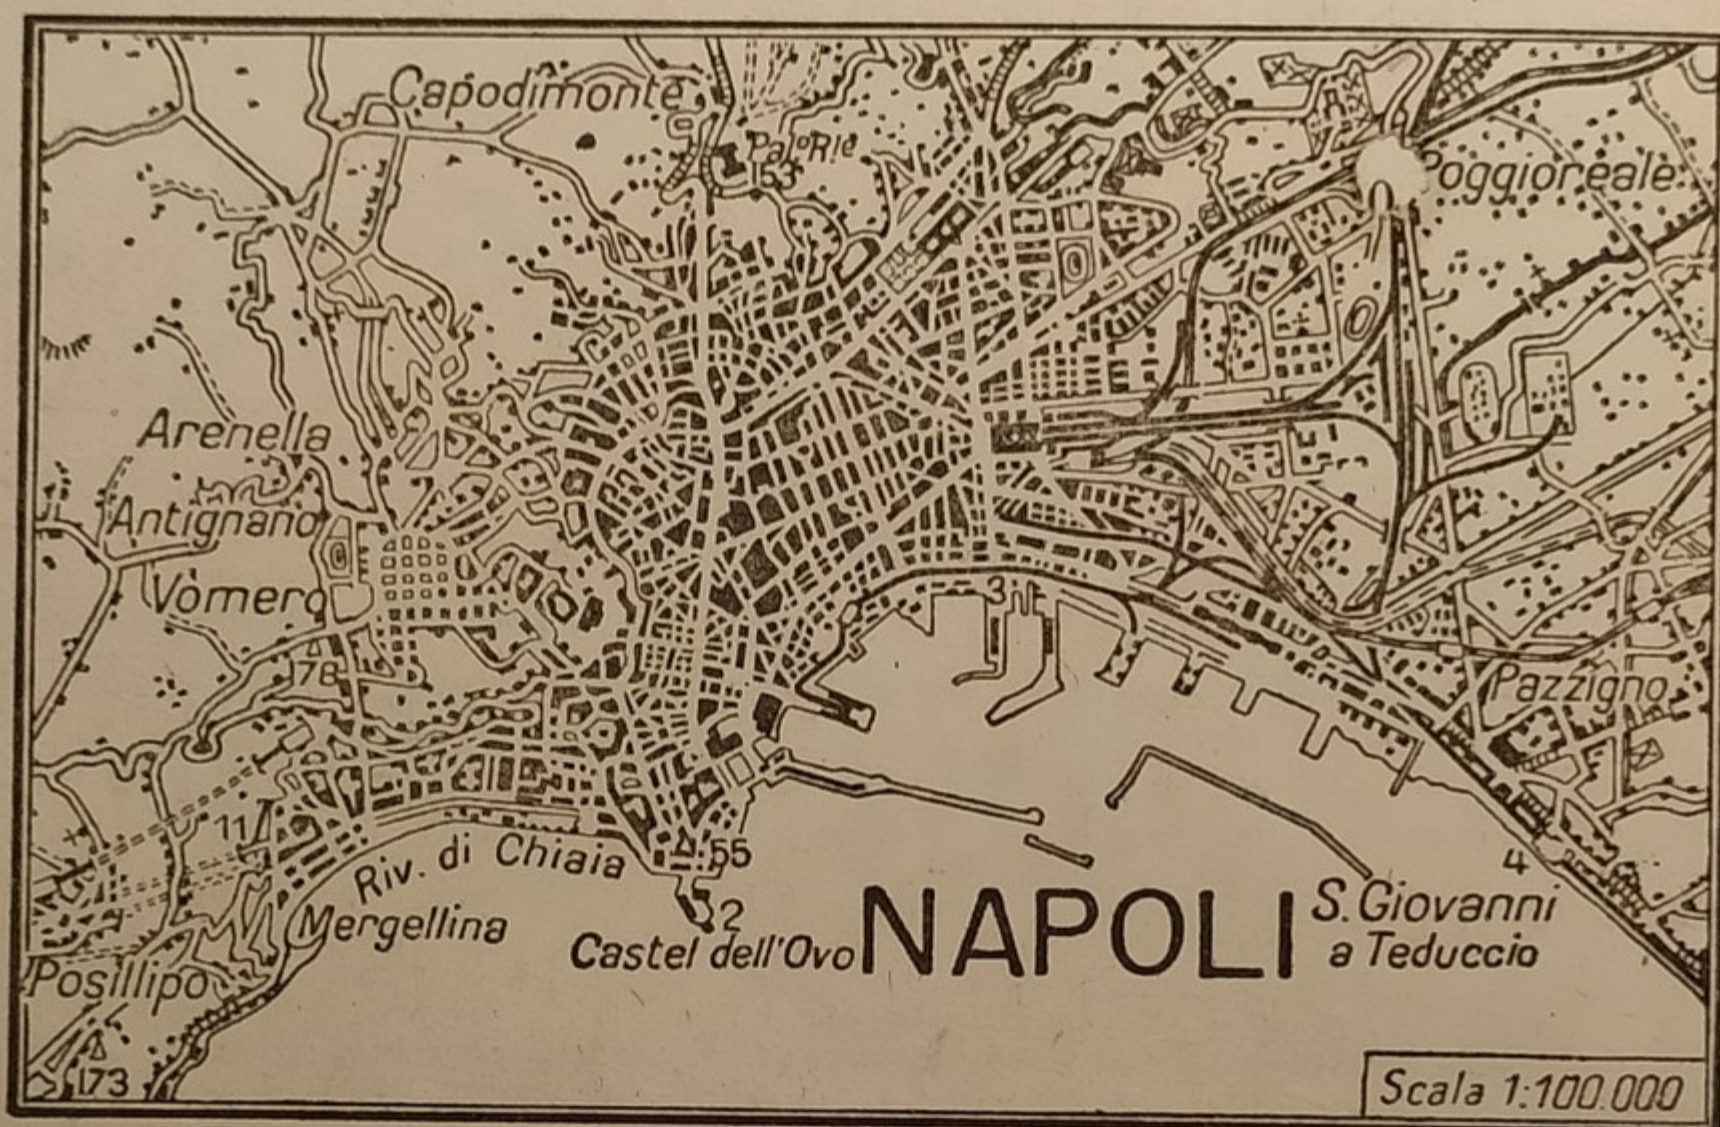 Capodimonte
Pal.º R.le
153
Poggioreale
Arenella
Antignano
Vomero
178
3
Pazzigno
11
Riv. di Chiaia
55
4
Mergellina
2
Castel dell'Ovo
NAPOLI
S. Giovanni
a Teduccio
Posillipo
173
Scala 1:100.000